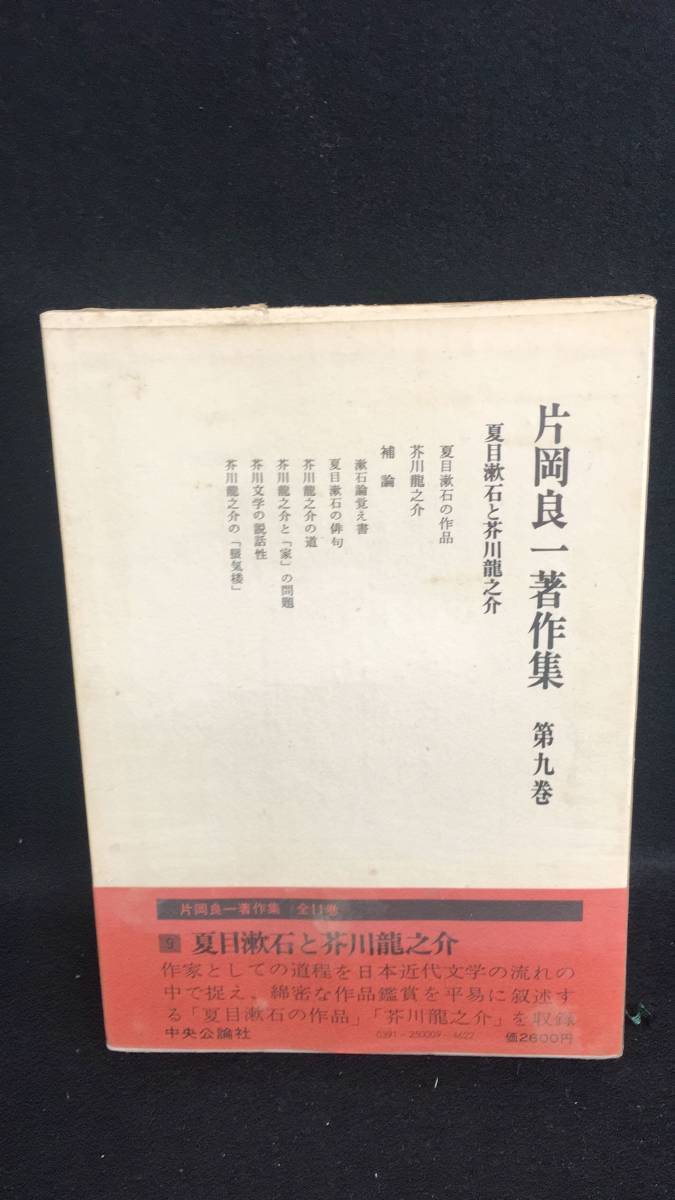 片岡良一著作集 第九巻
夏目漱石と芥川龍之介
夏目漱石の作品
芥川龍之介
補論
漱石論覚え書
夏目漱石の俳句
芥川龍之介の道
芥川龍之介と「家」の問題
芥川文学の説話性
芥川龍之介の「蜃気楼」
片岡良一著作集 全11巻
9 夏目漱石と芥川龍之介
作家としての道程を日本近代文学の流れの
中で捉え、綿密な作品鑑賞を平易に叙述す
る「夏目漱石の作品」「芥川龍之介」を収録
中央公論社 0391-250009-4622 価2600円